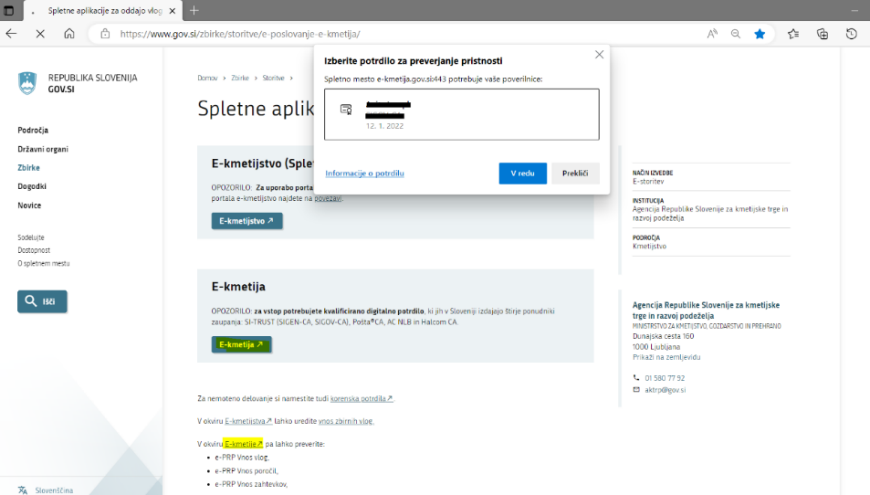 Spletne aplikacije za oddajo vlog
https://www.gov.si/zbirke/storitve/e-poslovanje-e-kmetija/
REPUBLIKA SLOVENIJA
GOV.SI
Področja
Državni organi
Zbirke
Dogodki
Novice
Sodelujte
Dostopnost
O spletnem mestu
IŠČI
Slovenščina
Domov > Zbirke > Storitve >
Spletne aplik
Izberite potrdilo za preverjanje pristnosti
Spletno mesto e-kmetija.gov.si:443 potrebuje vaše poverilnice:
12. 1. 2022
Informacije o potrdilu
V redu
Prekliči
E-kmetijstvo (Sple
OPOZORILO: Za uporabo porta
portala e-kmetijstvo najdete na povezavi.
E-kmetijstvo
E-kmetija
OPOZORILO: za vstop potrebujete kvalificirano digitalno potrdilo, ki jih v Sloveniji izdajajo štirje ponudniki
zaupanja: SI-TRUST (SIGEN-CA, SIGOV-CA), Pošta®CA, AC NLB in Halcom CA.
E-kmetija
Za nemoteno delovanje si namestite tudi korenska potrdila.
V okviru E-kmetijstva lahko uredite vnos zbirnih vlog.
V okviru E-kmetije pa lahko preverite:
• e-PRP Vnos vlog,
• e-PRP Vnos poročil,
• e-PRP Vnos zahtevkov,
NAČIN IZVEDBE
E-storitev
INSTITUCIJA
Agencija Republike Slovenije za kmetijske trge in
razvoj podeželja
PODROČJA
Kmetijstvo
Agencija Republike Slovenije za kmetijske
trge in razvoj podeželja
MINISTRSTVO ZA KMETIJSTVO, GOZDARSTVO IN PREHRANO
Dunajska cesta 160
1000 Ljubljana
Prikaži na zemljevidu
01 580 77 92
aktrp@gov.si